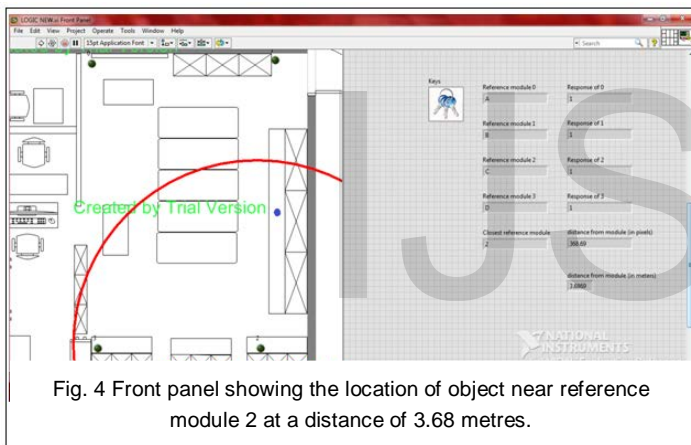 LOGIC NEW.vi Front Panel
File Edit View Project Operate Tools Window Help
15pt Application Font
Search
Keys
Reference module 0
Response of 0
A
1
Reference module 1
Response of 1
B
1
Reference module 2
Response of 2
C
1
Reference module 3
Response of 3
D
1
Closest reference module
distance from module (in pixels)
2
368.69
distance from module (in meters)
3.6869
Created by Trial Version
2
IJS
NATIONAL
INSTRUMENTS
Fig. 4 Front panel showing the location of object near reference
module 2 at a distance of 3.68 metres.